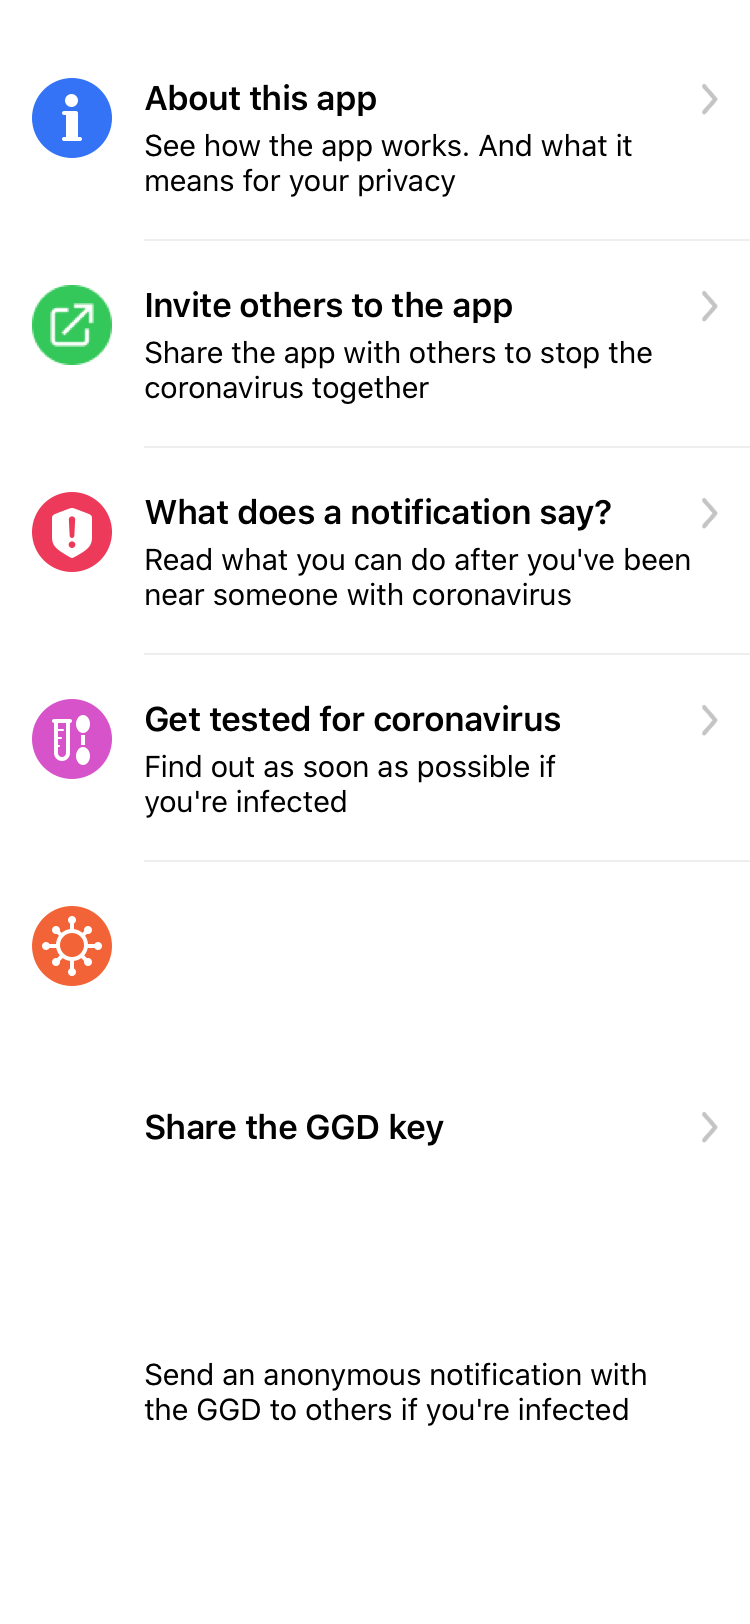 About this app
See how the app works. And what it
means for your privacy
Invite others to the app
Share the app with others to stop the
coronavirus together
What does a notification say?
Read what you can do after you've been
near someone with coronavirus
Get tested for coronavirus
Find out as soon as possible if
you're infected
Share the GGD key
Send an anonymous notification with
the GGD to others if you're infected